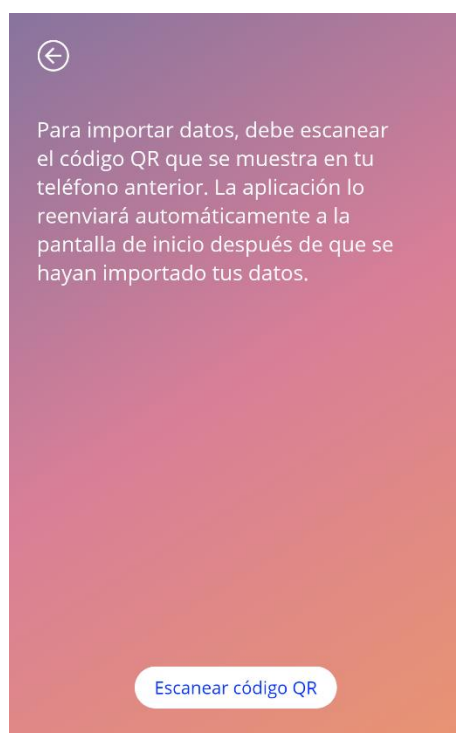 Para importar datos, debe escanear
el código QR que se muestra en tu
teléfono anterior. La aplicación lo
reenviará automáticamente a la
pantalla de inicio después de que se
hayan importado tus datos.
Escanear código QR